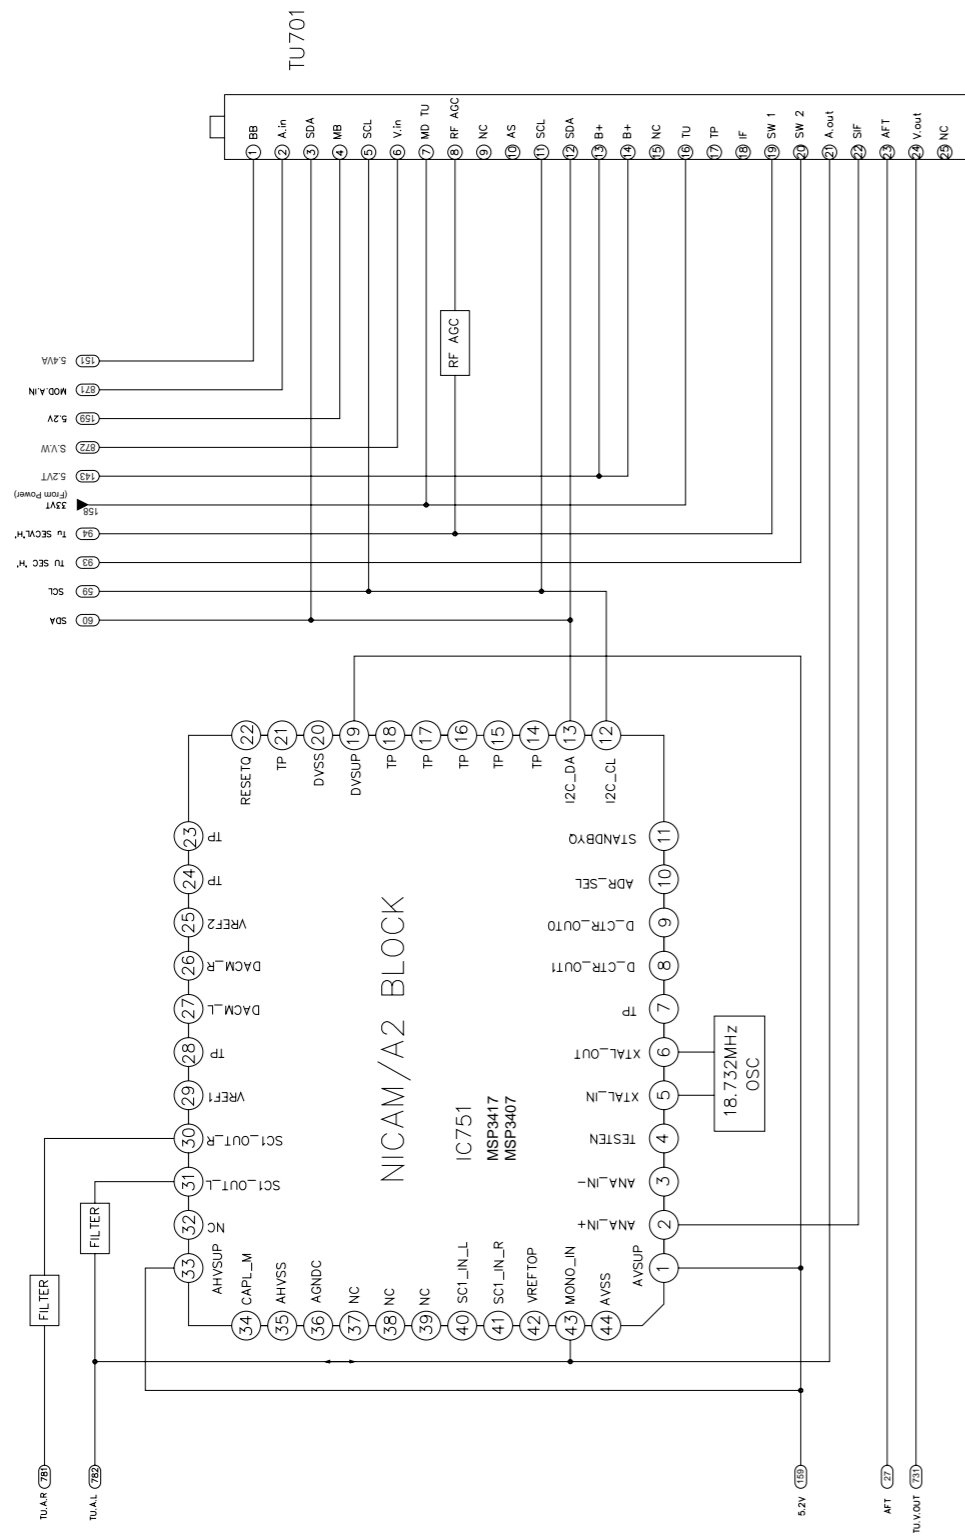 TU701
1 BB
2 A.in
3 SDA
4 MB
5 SCL
6 V.in
7 MD TU
8 RF AGC
9 NC
10 AS
11 SCL
12 SDA
13 B+
14 B+
15 NC
16 TU
17 TP
18 IF
19 SW 1
20 SW 2
21 A.out
22 SIF
23 AFT
24 V.out
25 NC
RF AGC
5.4VA 151
MOD.A.IN 871
5.2V 159
S.V.W 872
5.2VT 143
33VT 158
(From Power)
Tu SECVL"H" 94
TU SEC "H" 93
SCL 59
SDA 60
22 RESETQ
21 TP
20 DVSS
19 DVSUP
18 TP
17 TP
16 TP
15 TP
14 TP
13 I2C_DA
12 I2C_CL
23 TP
24 TP
25 VREF2
26 DACM_R
27 DACM_L
28 TP
29 VREF1
30 SC1_OUT_R
31 SC1_OUT_L
32 NC
33 AHVSUP
NICAM/A2 BLOCK
IC751
MSP3417
MSP3407
11 STANDBYQ
10 ADR_SEL
9 D_CTR_OUT0
8 D_CTR_OUT1
7 TP
6 XTAL_OUT
5 XTAL_IN
4 TESTEN
3 ANA_IN-
2 ANA_IN+
1 AVSUP
18.732MHz
OSC
34 CAPL_M
35 AHVSS
36 AGNDC
37 NC
38 NC
39 NC
40 SC1_IN_L
41 SC1_IN_R
42 VREFTOP
43 MONO_IN
44 AVSS
FILTER
FILTER
TU.A.R 781
TU.A.L 782
5.2V 159
AFT 27
TU.V.OUT 731